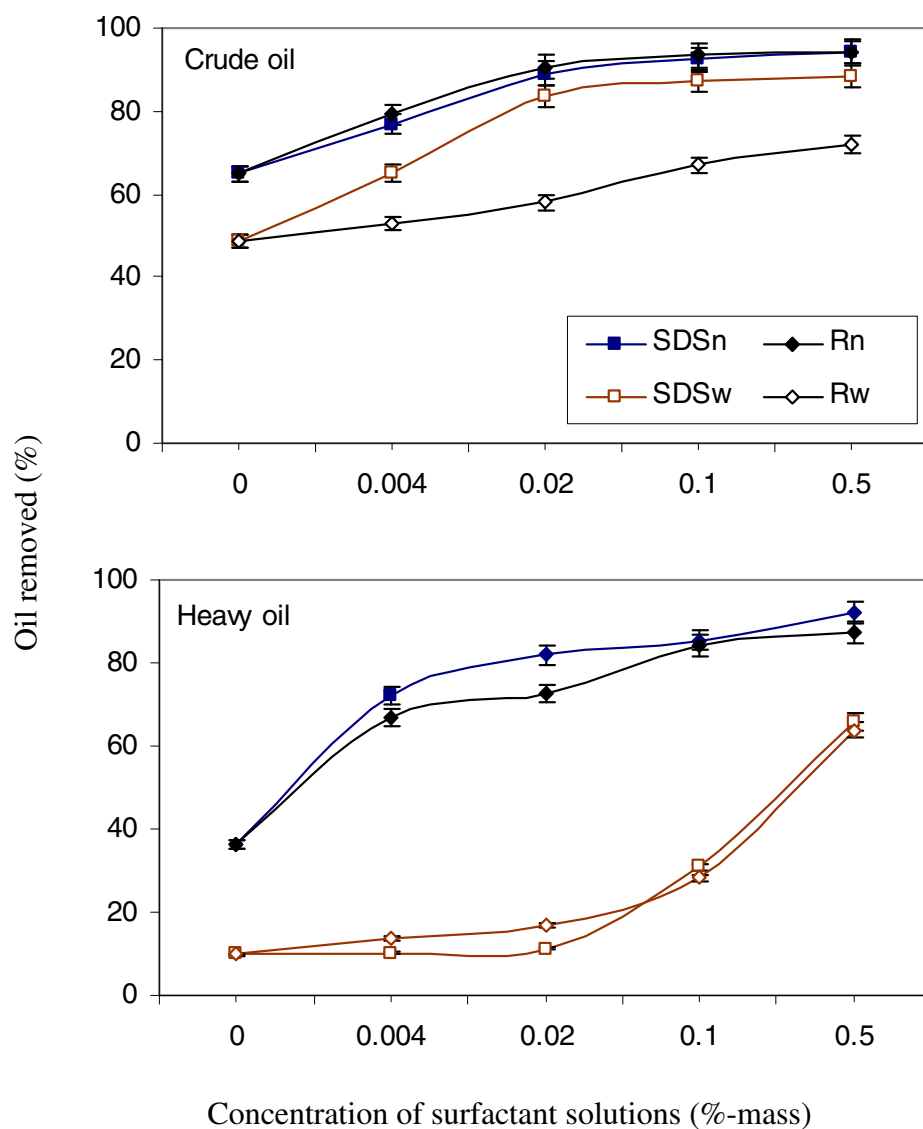 Crude oil
100
80
60
40
20
0
SDSn
Rn
SDSw
Rw
0 0.004 0.02 0.1 0.5
Oil removed (%)
Heavy oil
100
80
60
40
20
0
0 0.004 0.02 0.1 0.5
Concentration of surfactant solutions (%-mass)